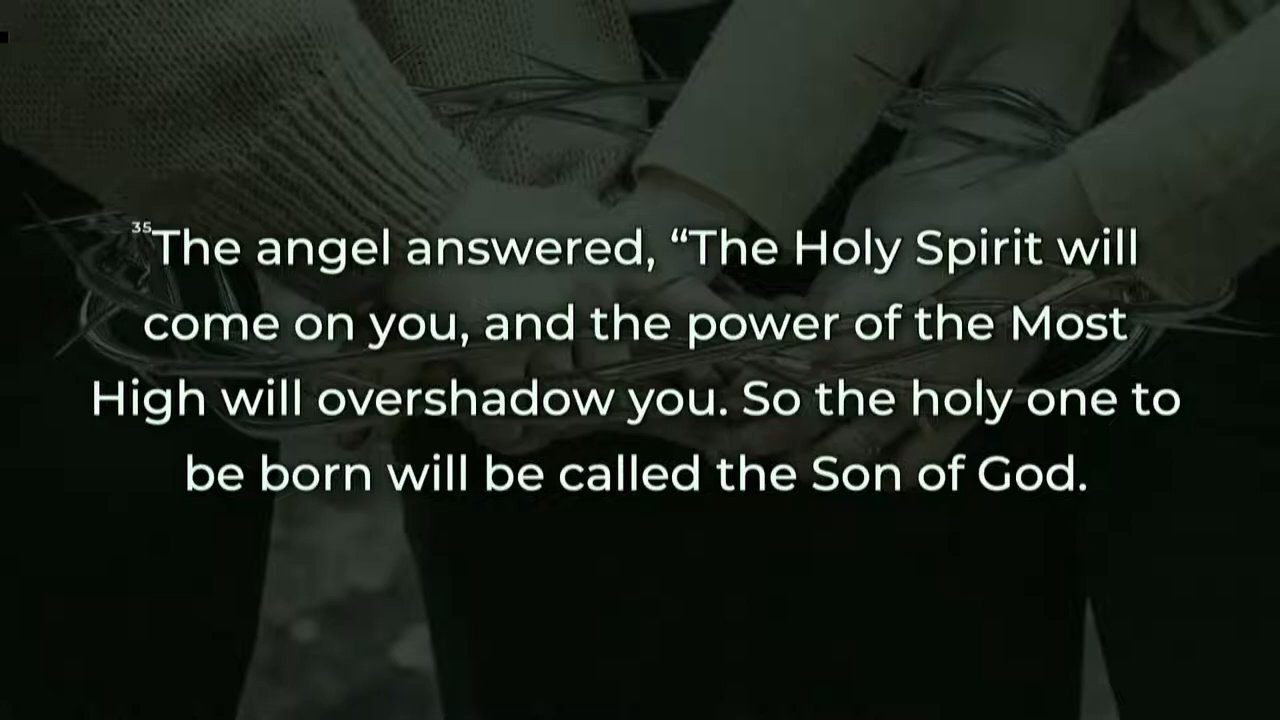 ³⁵The angel answered, “The Holy Spirit will
come on you, and the power of the Most
High will overshadow you. So the holy one to
be born will be called the Son of God.